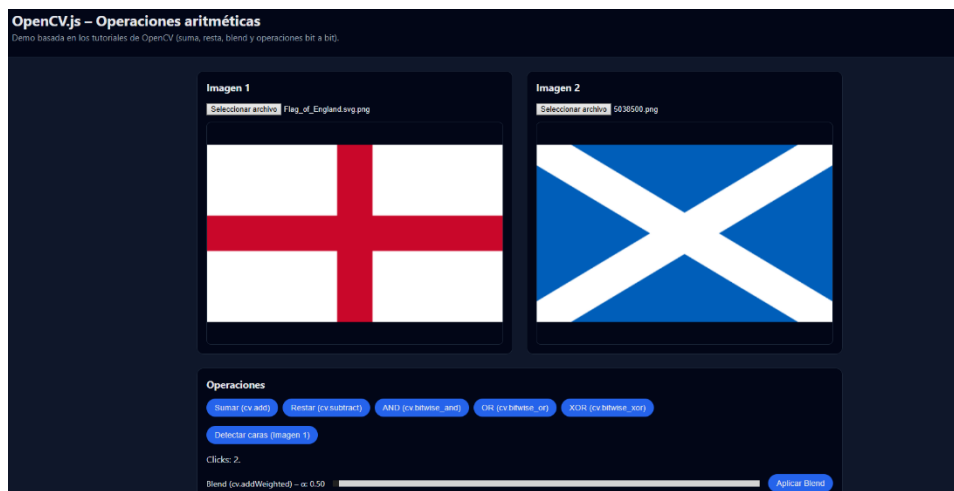 OpenCV.js – Operaciones aritméticas
Demo basada en los tutoriales de OpenCV (suma, resta, blend y operaciones bit a bit).
Imagen 1
Seleccionar archivo Flag_of_England.svg.png
Imagen 2
Seleccionar archivo 5038500.png
Operaciones
Sumar (cv.add) Restar (cv.subtract) AND (cv.bitwise_and) OR (cv.bitwise_or) XOR (cv.bitwise_xor)
Detectar caras (Imagen 1)
Clicks: 2.
Blend (cv.addWeighted) – α: 0.50 Aplicar Blend